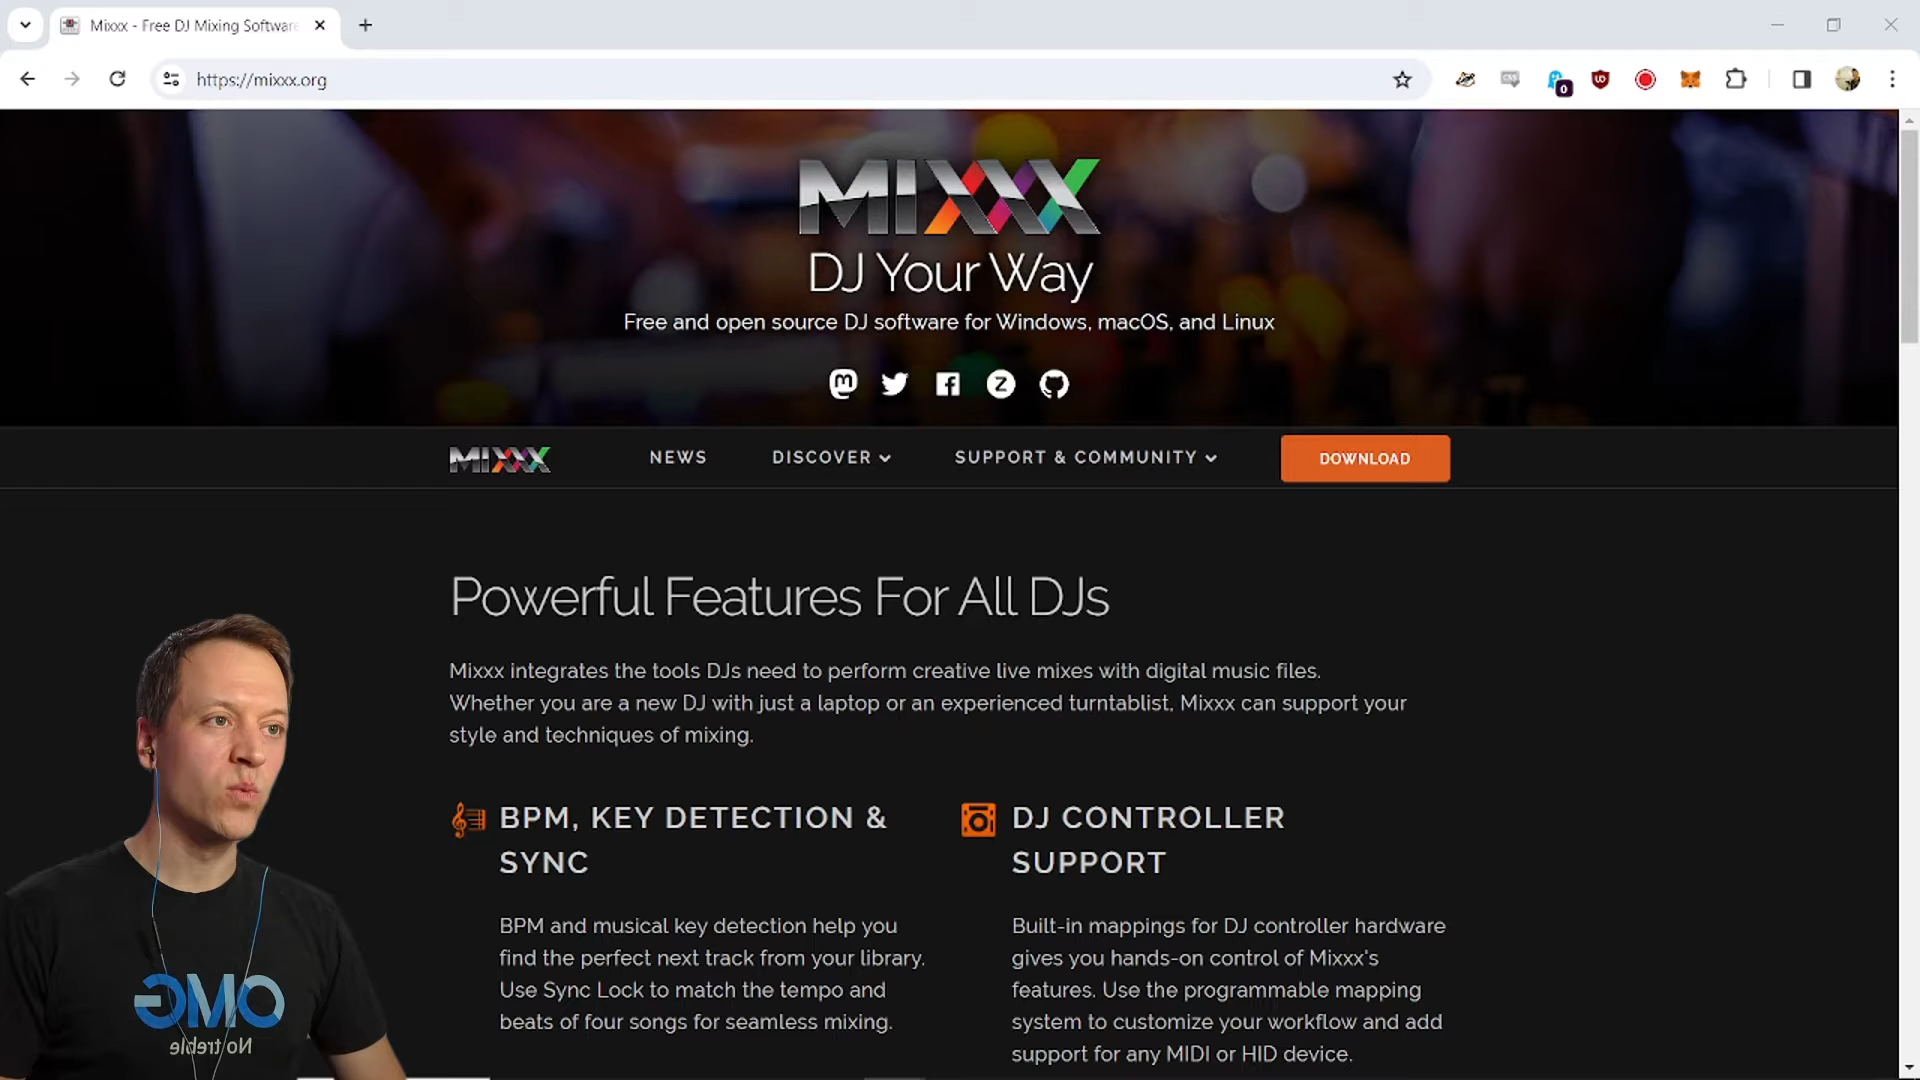 Mixxx - Free DJ Mixing Software
https://mixxx.org
0
MIXXX
DJ Your Way
Free and open source DJ software for Windows, macOS, and Linux
MIXXX
NEWS
DISCOVER
SUPPORT & COMMUNITY
DOWNLOAD
Powerful Features For All DJs
Mixxx integrates the tools DJs need to perform creative live mixes with digital music files.
Whether you are a new DJ with just a laptop or an experienced turntablist, Mixxx can support your
style and techniques of mixing.
BPM, KEY DETECTION &
SYNC
BPM and musical key detection help you
find the perfect next track from your library.
Use Sync Lock to match the tempo and
beats of four songs for seamless mixing.
DJ CONTROLLER
SUPPORT
Built-in mappings for DJ controller hardware
gives you hands-on control of Mixxx's
features. Use the programmable mapping
system to customize your workflow and add
support for any MIDI or HID device.
OMG
No treble